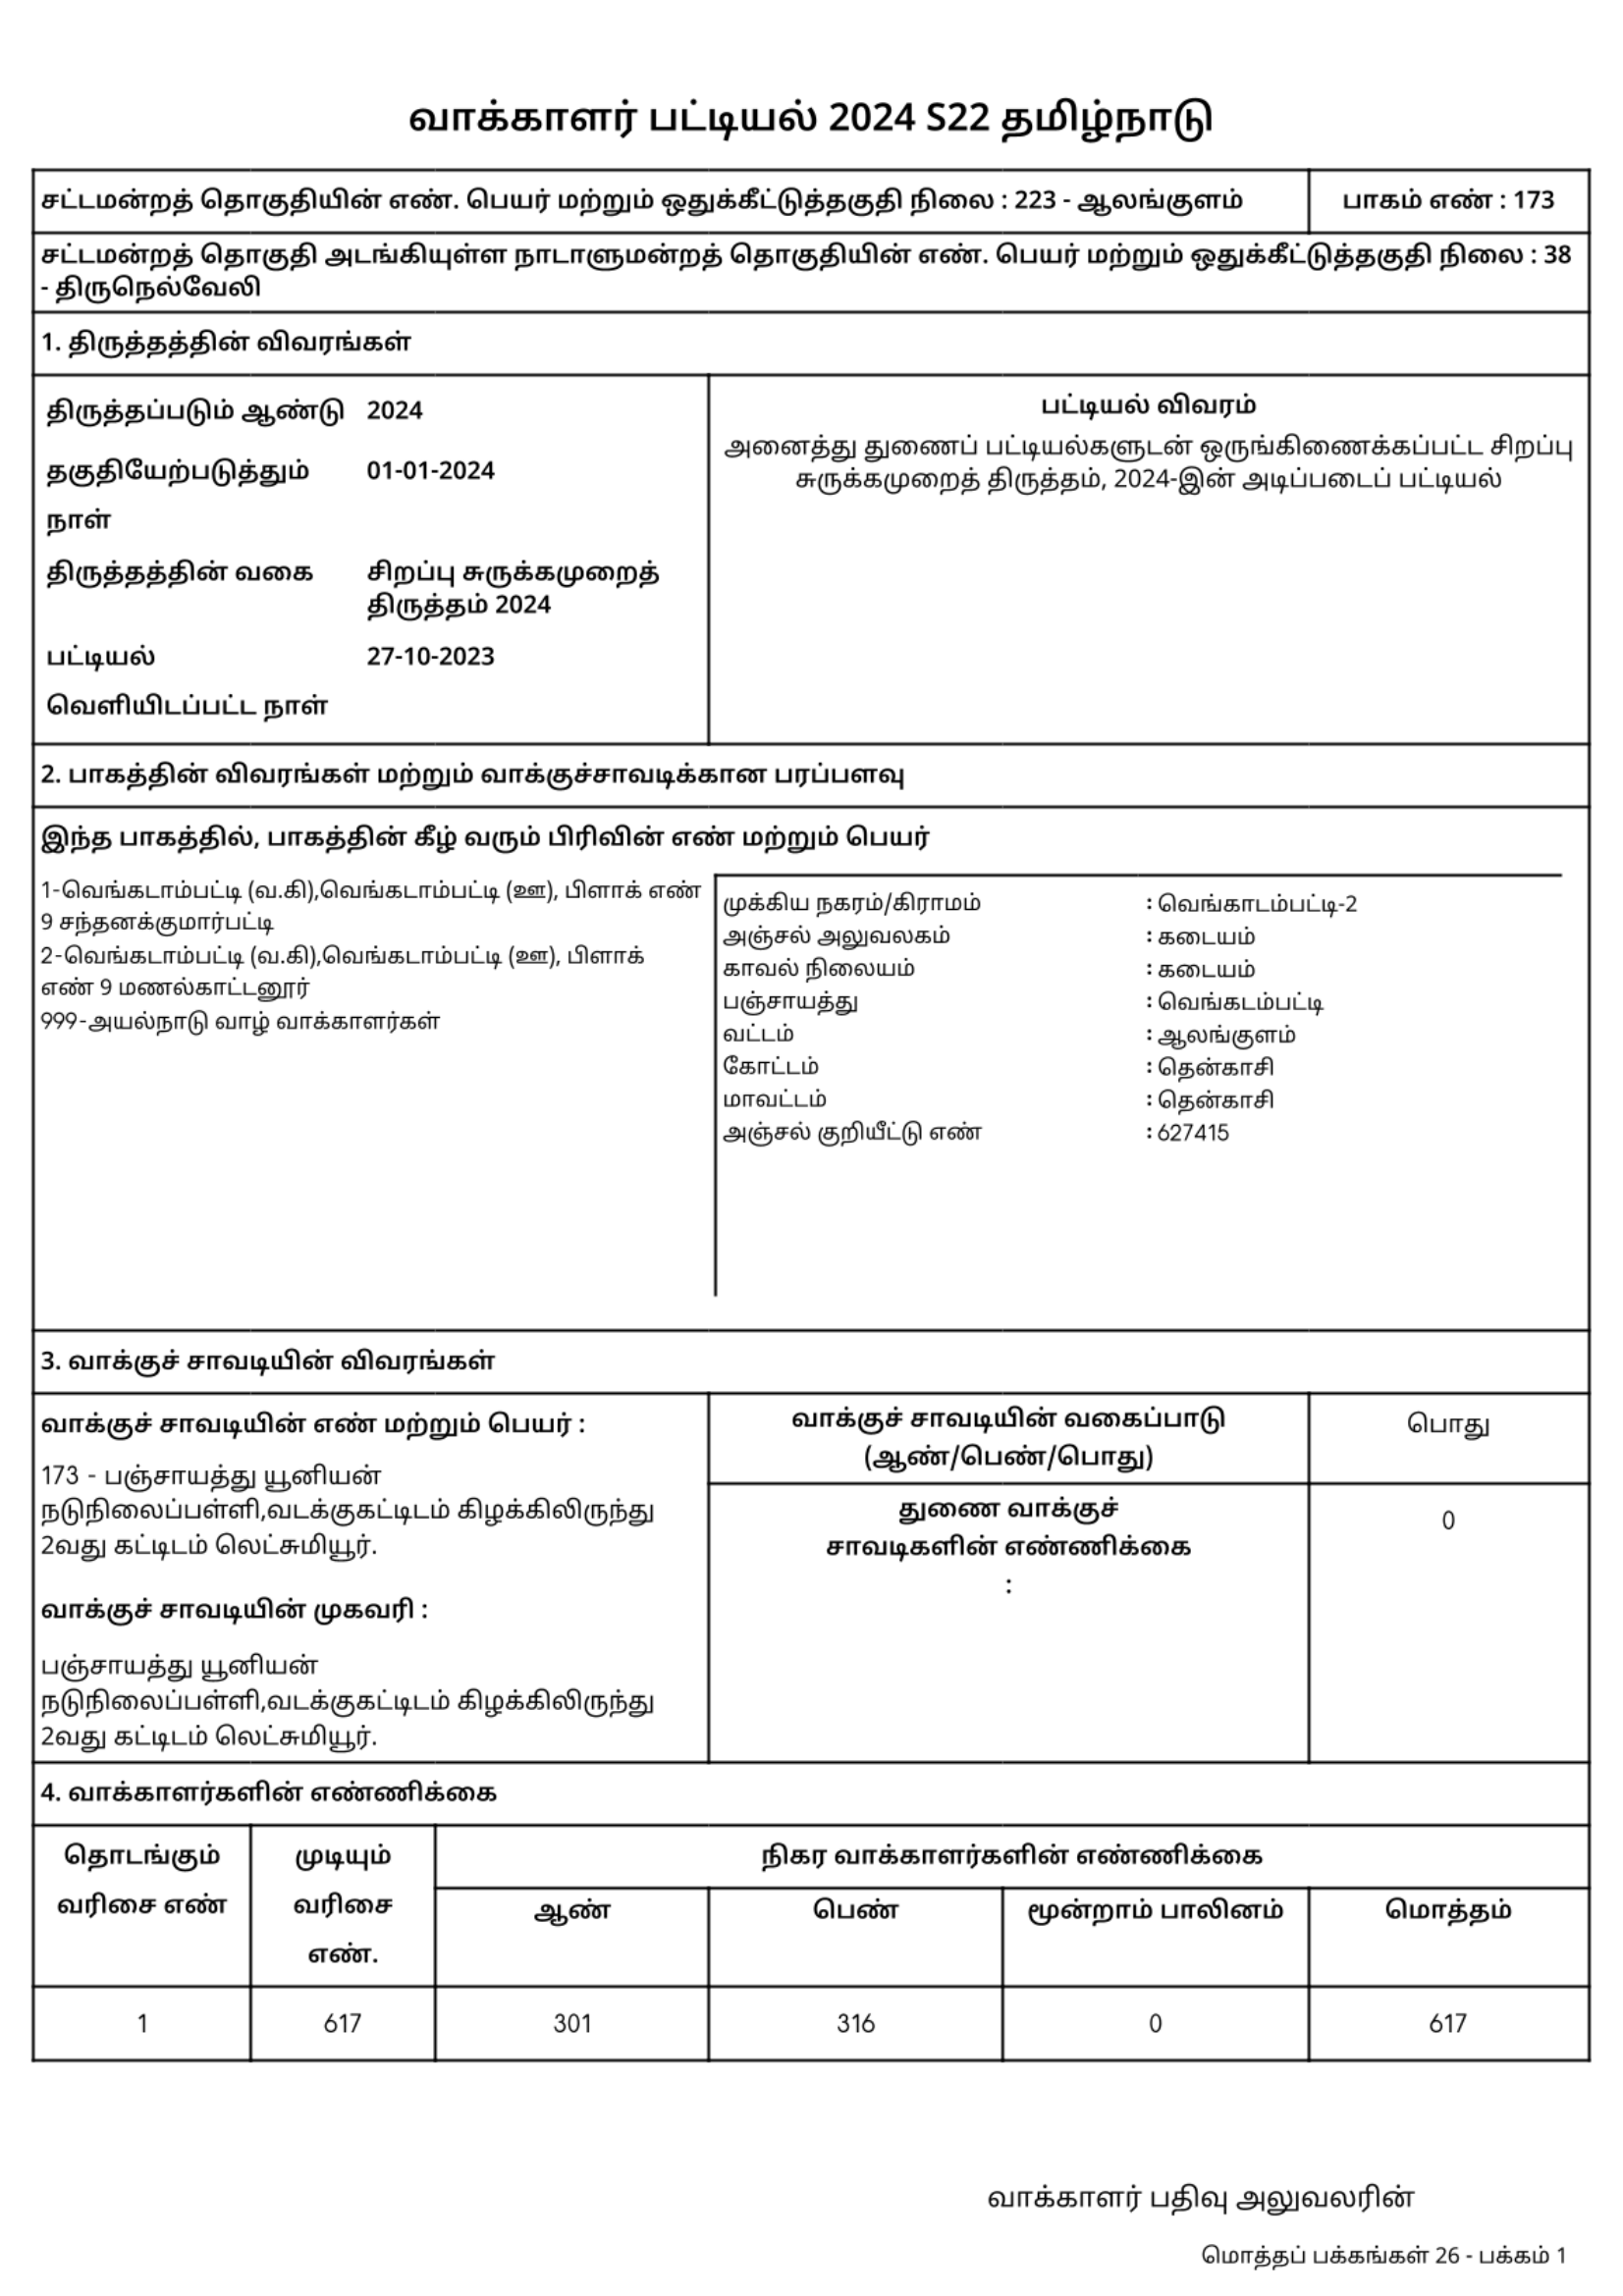 வாக்காளர் பட்டியல் 2024 S22 தமிழ்நாடு
சட்டமன்றத் தொகுதியின் எண். பெயர் மற்றும் ஒதுக்கீட்டுத்தகுதி நிலை : 223 - ஆலங்குளம்
பாகம் எண் : 173
சட்டமன்றத் தொகுதி அடங்கியுள்ள நாடாளுமன்றத் தொகுதியின் எண். பெயர் மற்றும் ஒதுக்கீட்டுத்தகுதி நிலை : 38
- திருநெல்வேலி
1. திருத்தத்தின் விவரங்கள்
திருத்தப்படும் ஆண்டு 2024
தகுதியேற்படுத்தும் 01-01-2024
நாள்
திருத்தத்தின் வகை சிறப்பு சுருக்கமுறைத்
திருத்தம் 2024
பட்டியல் 27-10-2023
வெளியிடப்பட்ட நாள்
பட்டியல் விவரம்
அனைத்து துணைப் பட்டியல்களுடன் ஒருங்கிணைக்கப்பட்ட சிறப்பு
சுருக்கமுறைத் திருத்தம், 2024-இன் அடிப்படைப் பட்டியல்
2. பாகத்தின் விவரங்கள் மற்றும் வாக்குச்சாவடிக்கான பரப்பளவு
இந்த பாகத்தில், பாகத்தின் கீழ் வரும் பிரிவின் எண் மற்றும் பெயர்
1-வெங்கடாம்பட்டி (வ.கி),வெங்கடாம்பட்டி (ஊ), பிளாக் எண்
9 சந்தனக்குமார்பட்டி
2-வெங்கடாம்பட்டி (வ.கி),வெங்கடாம்பட்டி (ஊ), பிளாக்
எண் 9 மணல்காட்டனூர்
999-அயல்நாடு வாழ் வாக்காளர்கள்
முக்கிய நகரம்/கிராமம் : வெங்காடம்பட்டி-2
அஞ்சல் அலுவலகம் : கடையம்
காவல் நிலையம் : கடையம்
பஞ்சாயத்து : வெங்கடம்பட்டி
வட்டம் : ஆலங்குளம்
கோட்டம் : தென்காசி
மாவட்டம் : தென்காசி
அஞ்சல் குறியீட்டு எண் : 627415
3. வாக்குச் சாவடியின் விவரங்கள்
வாக்குச் சாவடியின் எண் மற்றும் பெயர் :
173 - பஞ்சாயத்து யூனியன்
நடுநிலைப்பள்ளி,வடக்குகட்டிடம் கிழக்கிலிருந்து
2வது கட்டிடம் லெட்சுமியூர்.
வாக்குச் சாவடியின் முகவரி :
பஞ்சாயத்து யூனியன்
நடுநிலைப்பள்ளி,வடக்குகட்டிடம் கிழக்கிலிருந்து
2வது கட்டிடம் லெட்சுமியூர்.
வாக்குச் சாவடியின் வகைப்பாடு
(ஆண்/பெண்/பொது)
பொது
துணை வாக்குச்
சாவடிகளின் எண்ணிக்கை
:
0
4. வாக்காளர்களின் எண்ணிக்கை
தொடங்கும்
வரிசை எண்
முடியும்
வரிசை
எண்.
நிகர வாக்காளர்களின் எண்ணிக்கை
ஆண் பெண் மூன்றாம் பாலினம் மொத்தம்
1 617 301 316 0 617
வாக்காளர் பதிவு அலுவலரின்
மொத்தப் பக்கங்கள் 26 - பக்கம் 1